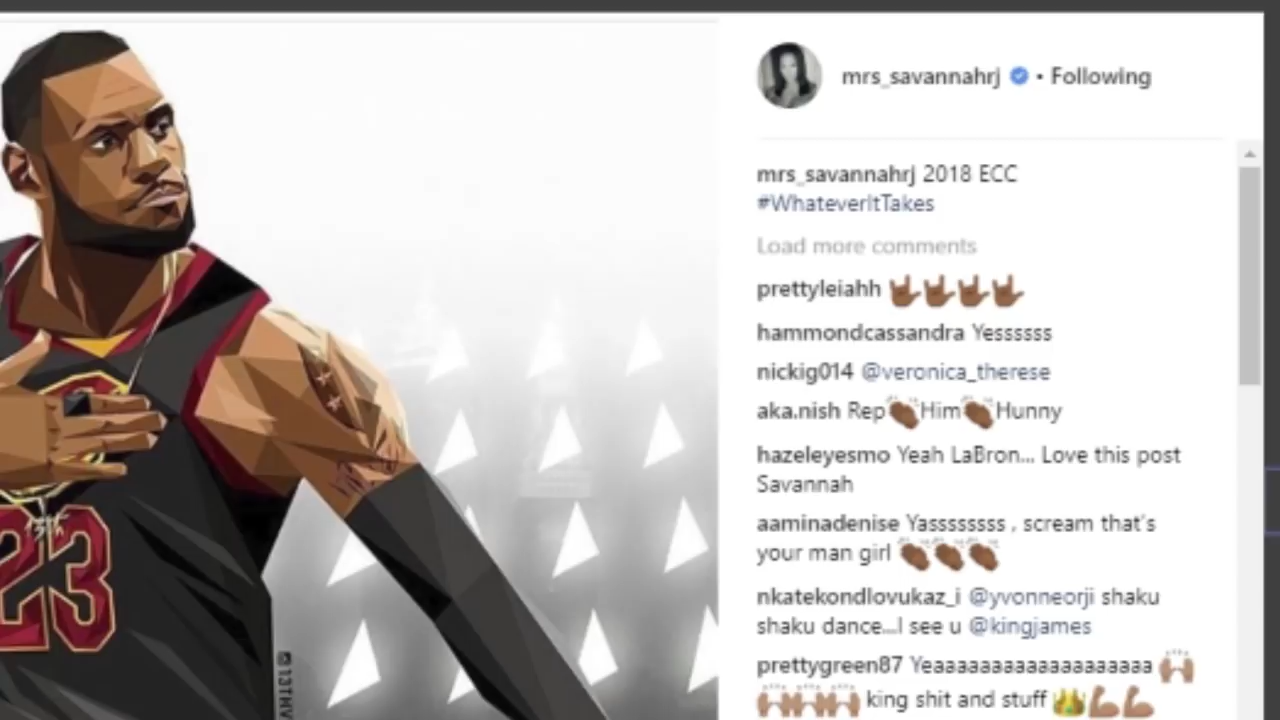 mrs_savannahrj • Following
mrs_savannahrj 2018 ECC
#WhateverItTakes
Load more comments
prettyleiahh 🤟🏾🤟🏾🤟🏾🤟🏾
hammondcassandra Yessssss
nickig014 @veronica_therese
aka.nish Rep👏🏾Him👏🏾Hunny
hazeleyesmo Yeah LaBron... Love this post
Savannah
aaminadenise Yassssssss , scream that's
your man girl 👏🏾👏🏾👏🏾
nkatekondlovukaz_i @yvonneorji shaku
shaku dance...I see u @kingjames
prettygreen87 Yeaaaaaaaaaaaaaaaaaaa 🙌🏽
🙌🏽🙌🏽🙌🏽 king shit and stuff 👑💪🏽💪🏽
23
13THV